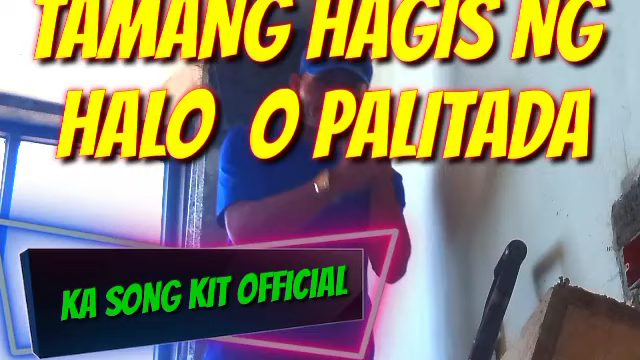 TAMANG HAGIS NG
HALO O PALITADA
KA SONG KIT OFFICIAL